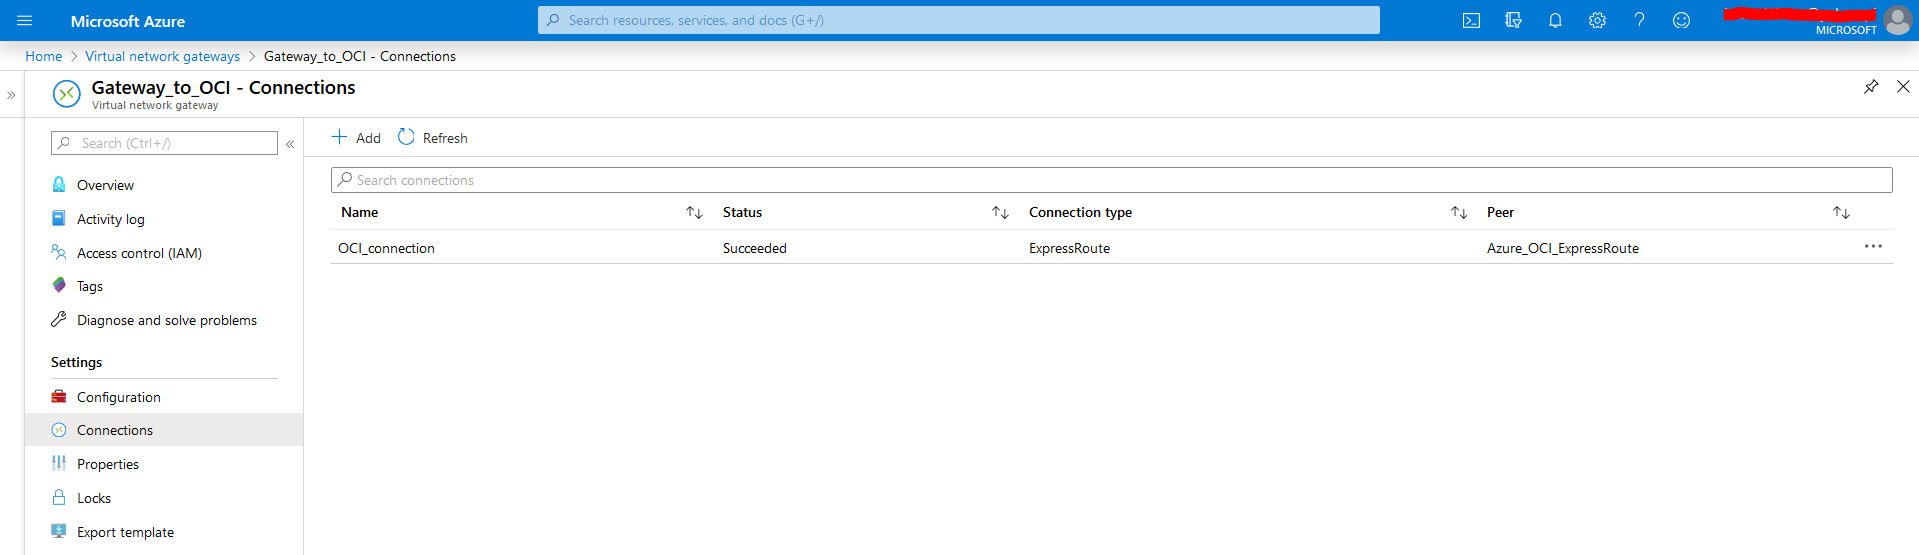 Microsoft Azure
Search resources, services, and docs (G+/)
MICROSOFT
Home > Virtual network gateways > Gateway_to_OCI - Connections
Gateway_to_OCI - Connections
Virtual network gateway
Search (Ctrl+/)
Overview
Activity log
Access control (IAM)
Tags
Diagnose and solve problems
Settings
Configuration
Connections
Properties
Locks
Export template
Add Refresh
Search connections
Name Status Connection type Peer
OCI_connection Succeeded ExpressRoute Azure_OCI_ExpressRoute